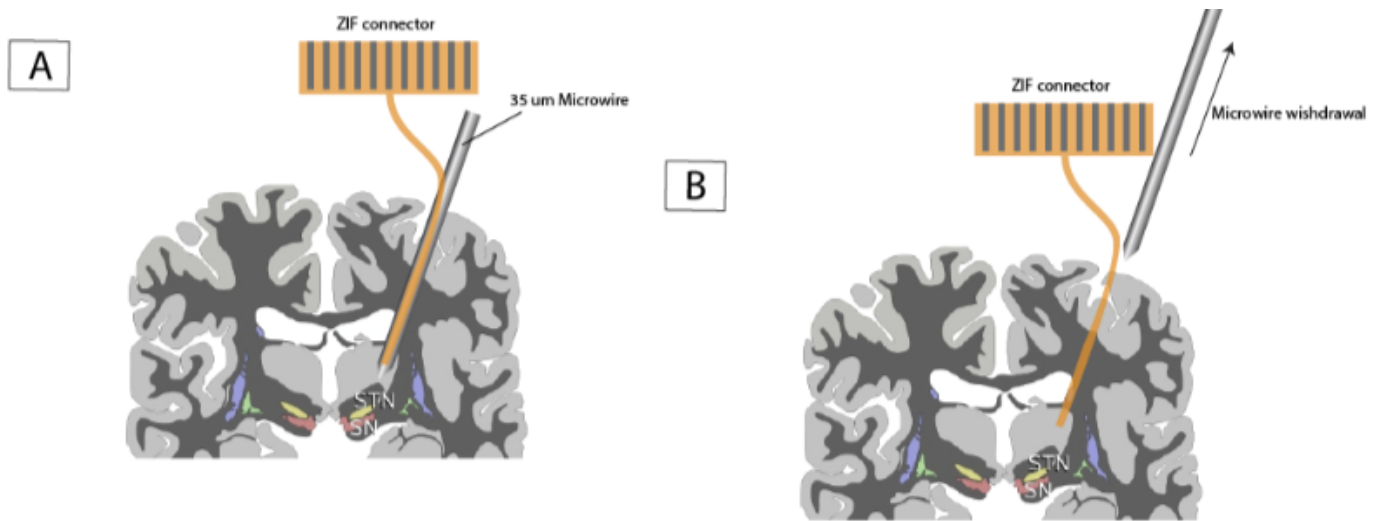 A
ZIF connector
35 um Microwire
STN
SN
B
ZIF connector
Microwire wishdrawal
STN
SN